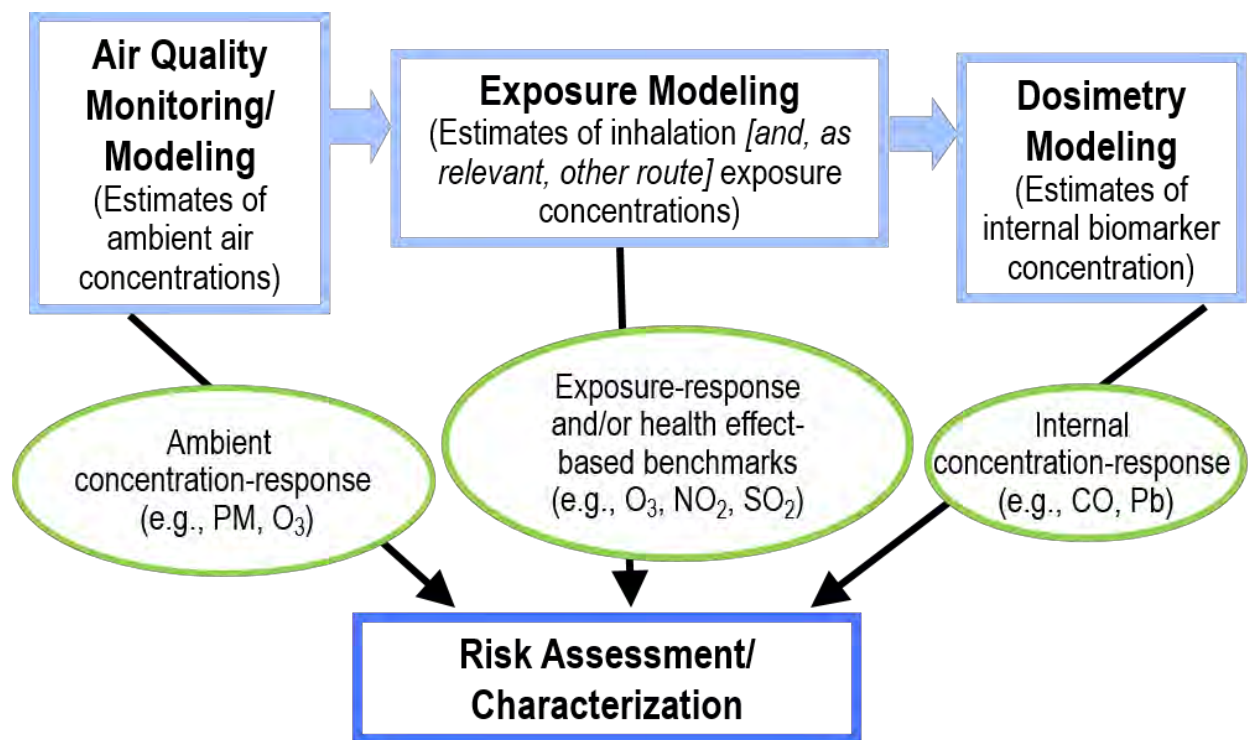 Air Quality
Monitoring/
Modeling
(Estimates of
ambient air
concentrations)
Exposure Modeling
(Estimates of inhalation [and, as
relevant, other route] exposure
concentrations)
Dosimetry
Modeling
(Estimates of
internal biomarker
concentration)
Ambient
concentration-response
(e.g., PM, O₃)
Exposure-response
and/or health effect-
based benchmarks
(e.g., O₃, NO₂, SO₂)
Internal
concentration-response
(e.g., CO, Pb)
Risk Assessment/
Characterization